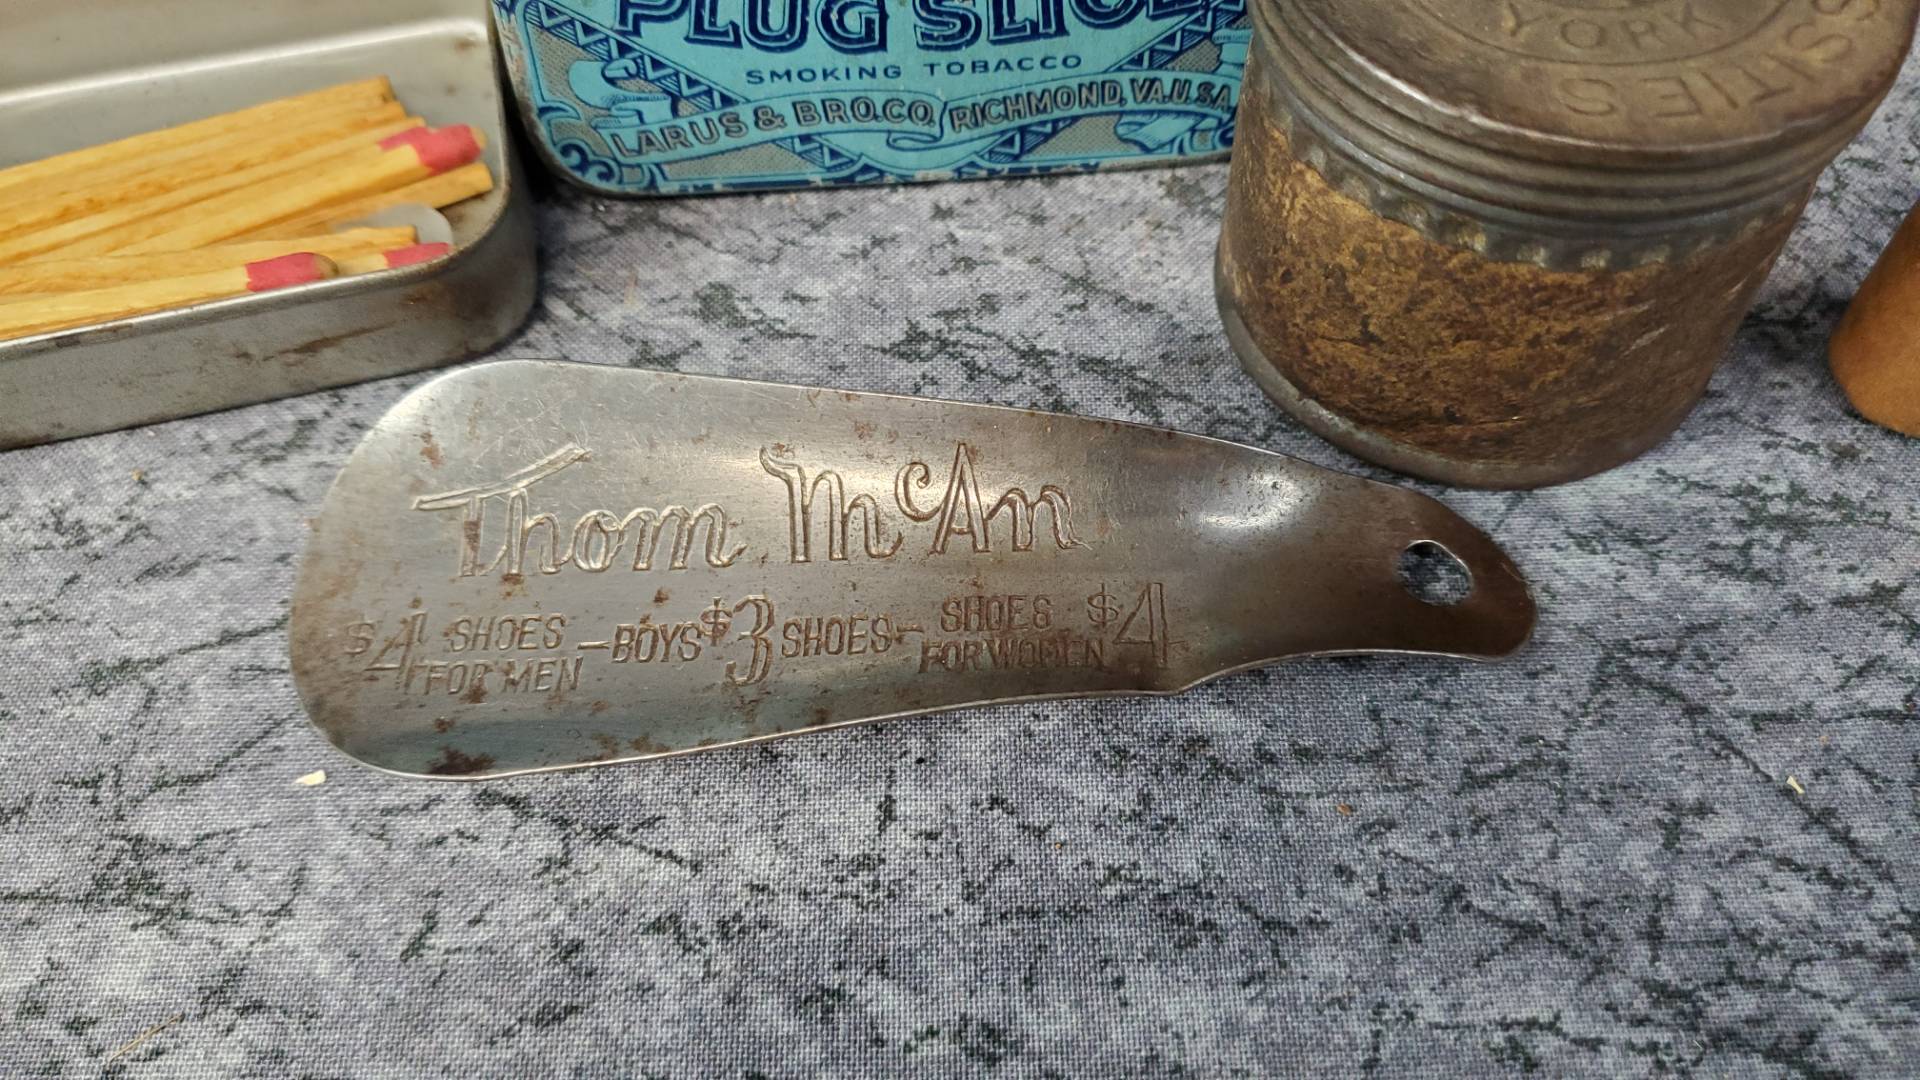 PLUG SLICE
SMOKING TOBACCO
LARUS & BRO.CO. RICHMOND, VA.U.S.A.
YORK
Thom McAn
$4 SHOES FOR MEN – BOYS $3 SHOES – SHOES FOR WOMEN $4